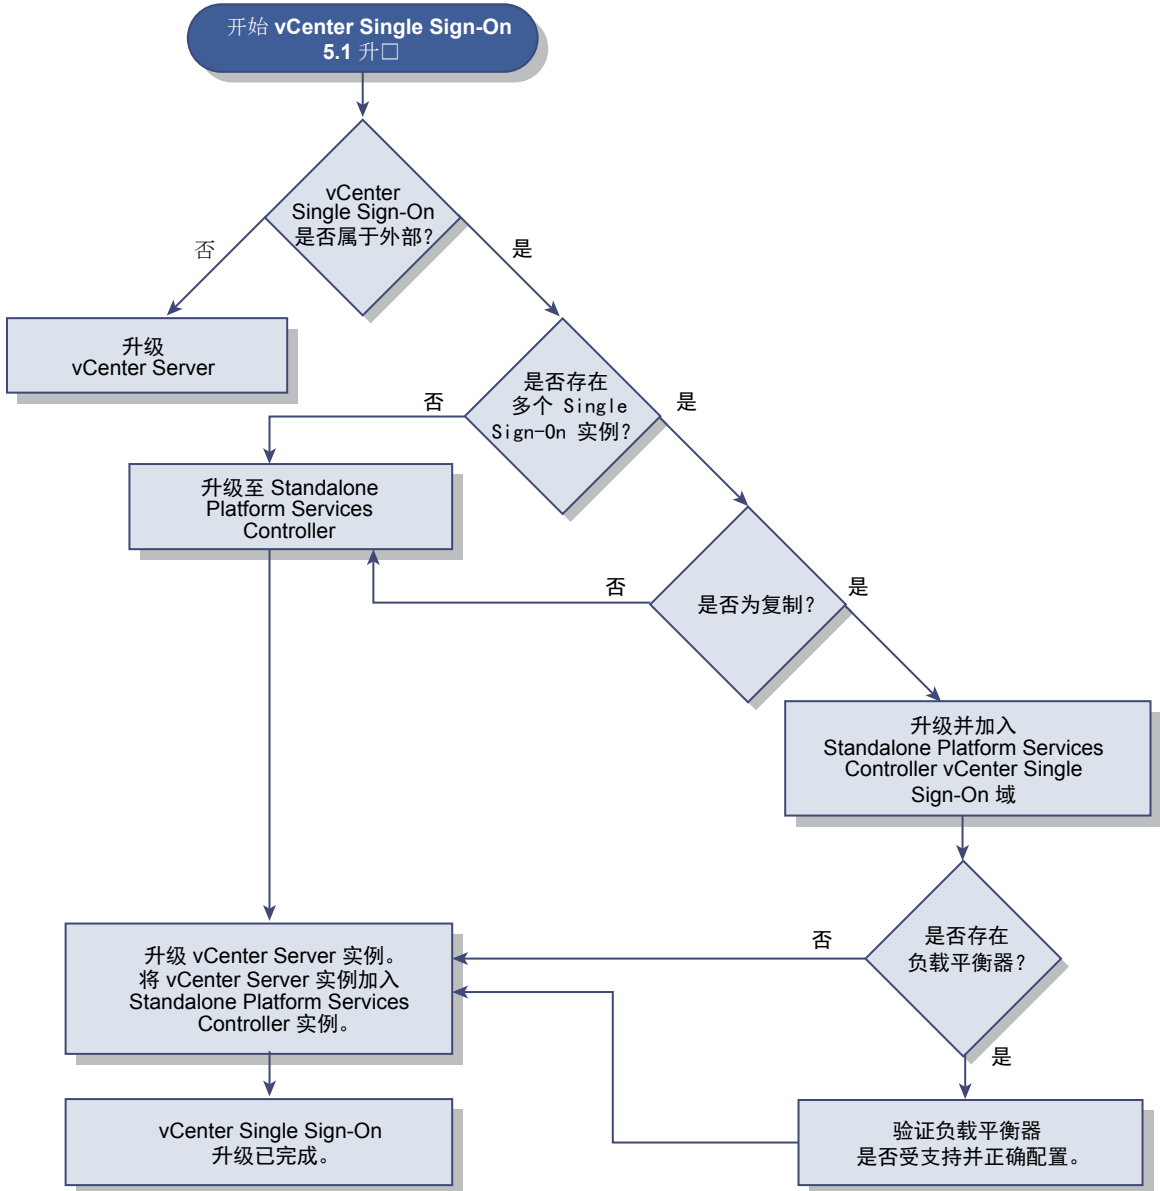 开始 vCenter Single Sign-On
5.1 升□
vCenter
Single Sign-On
是否属于外部？
否
是
升级
vCenter Server
是否存在
多个 Single
Sign-On 实例？
否
是
升级至 Standalone
Platform Services
Controller
是否为复制？
否
是
升级并加入
Standalone Platform Services
Controller vCenter Single
Sign-On 域
是否存在
负载平衡器？
否
是
升级 vCenter Server 实例。
将 vCenter Server 实例加入
Standalone Platform Services
Controller 实例。
vCenter Single Sign-On
升级已完成。
验证负载平衡器
是否受支持并正确配置。